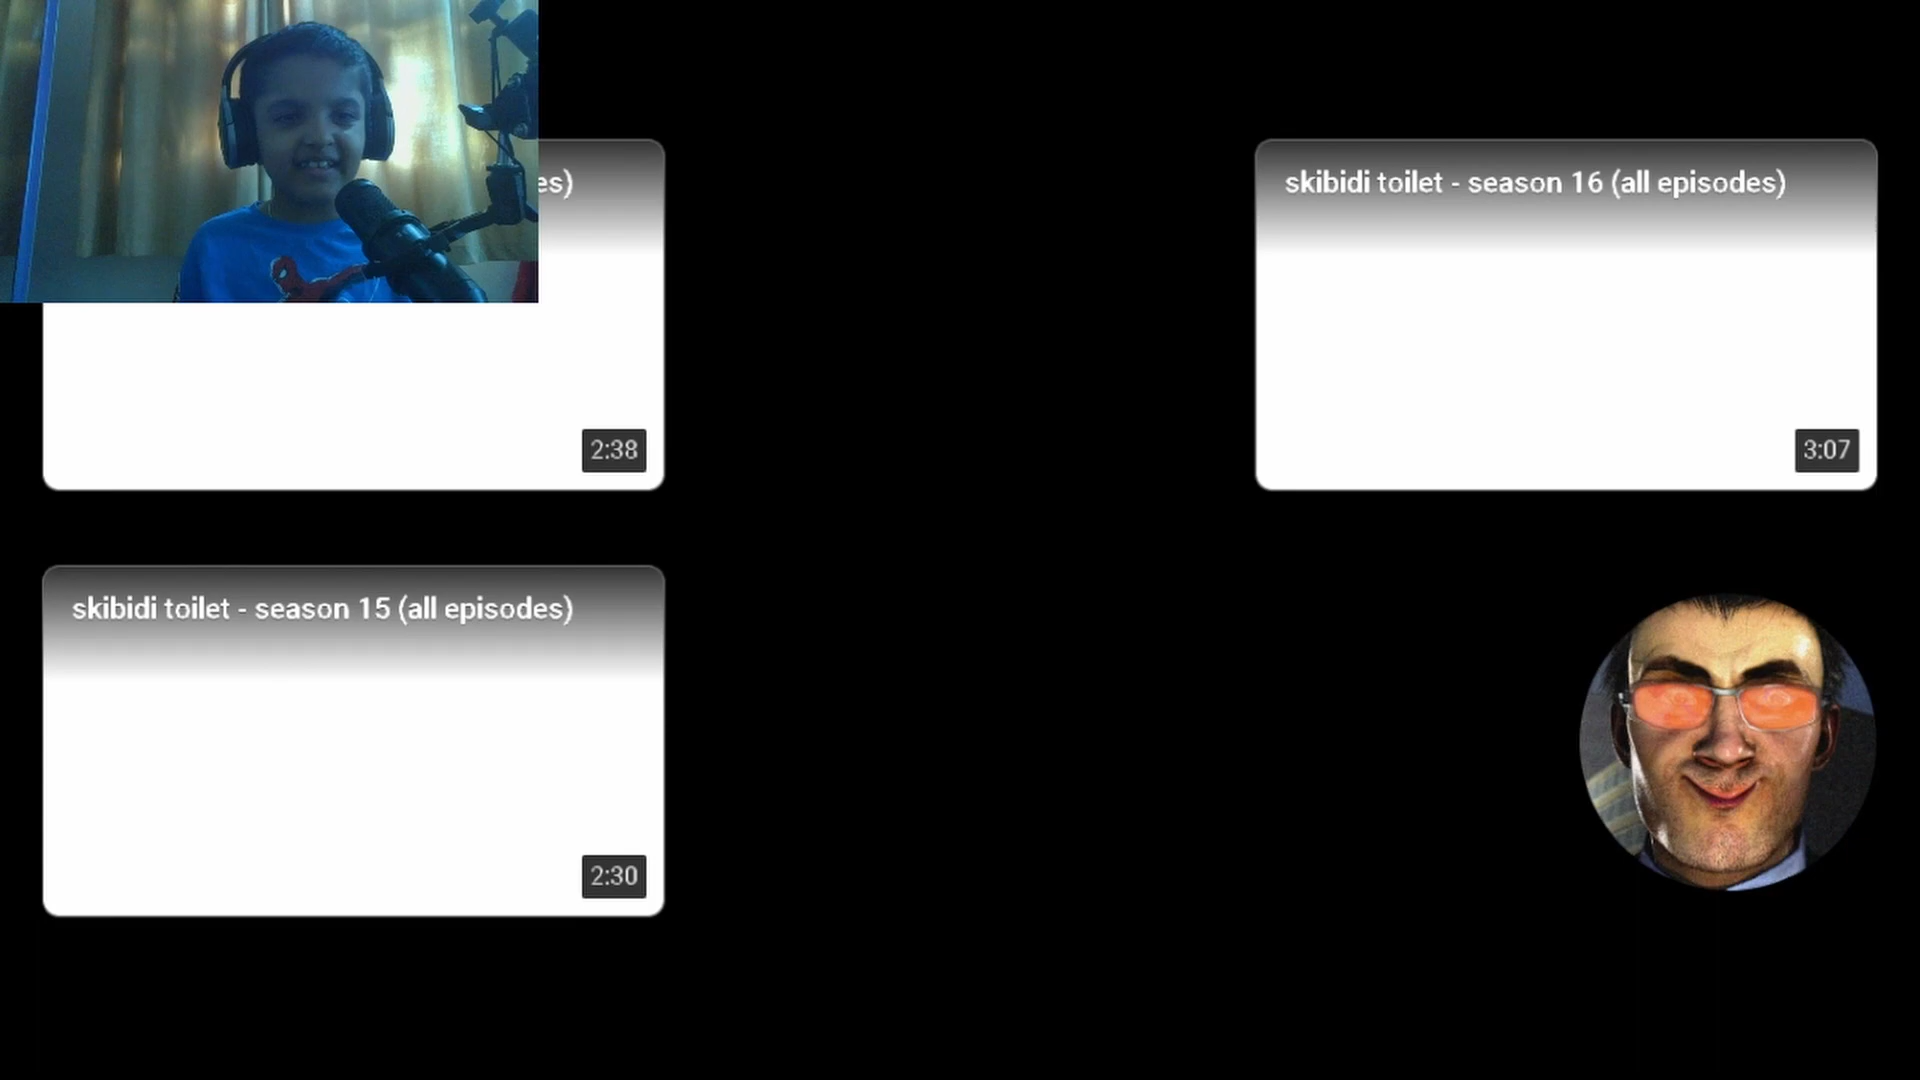 es)
skibidi toilet - season 16 (all episodes)
2:38
3:07
skibidi toilet - season 15 (all episodes)
2:30